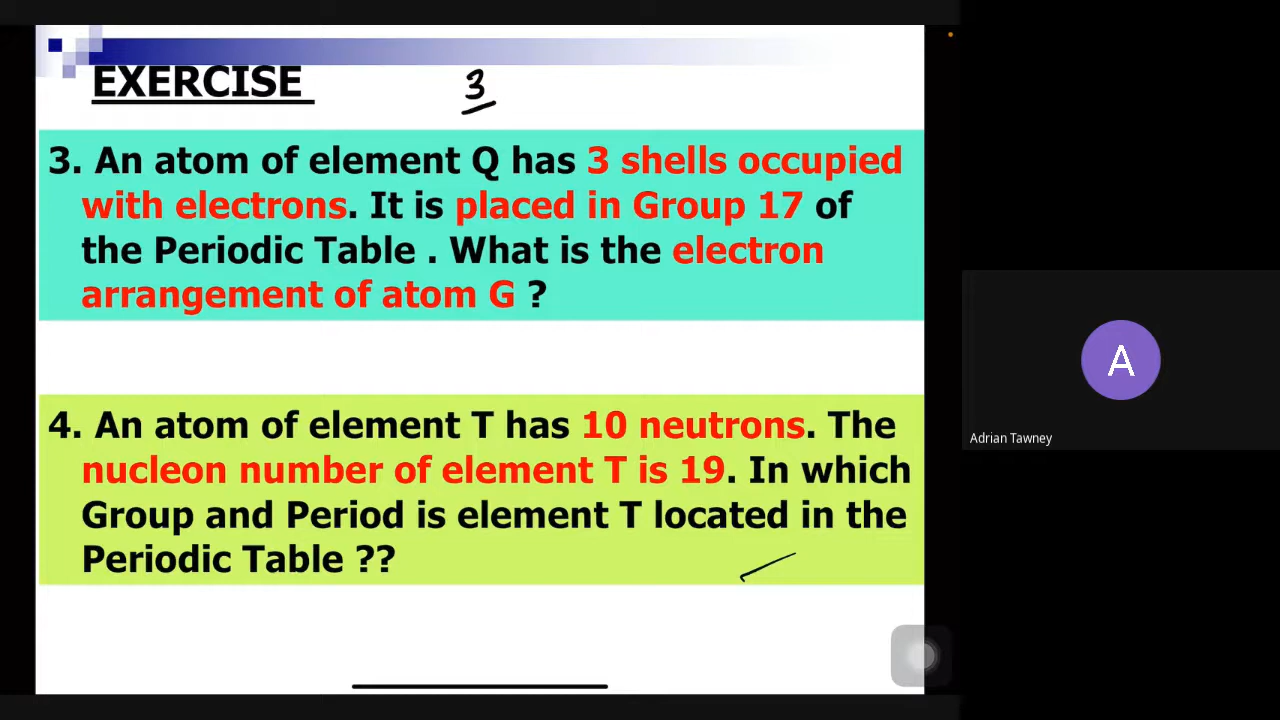 EXERCISE
3
3. An atom of element Q has 3 shells occupied
with electrons. It is placed in Group 17 of
the Periodic Table . What is the electron
arrangement of atom G ?
4. An atom of element T has 10 neutrons. The
nucleon number of element T is 19. In which
Group and Period is element T located in the
Periodic Table ??
A
Adrian Tawney